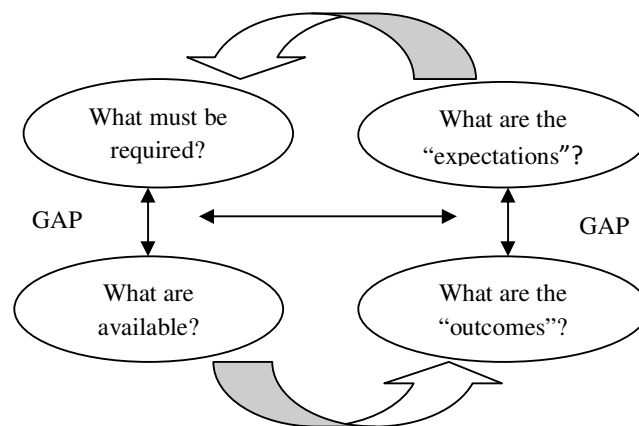 What must be
required?
What are the
“expectations”?
GAP
GAP
What are
available?
What are the
“outcomes”?